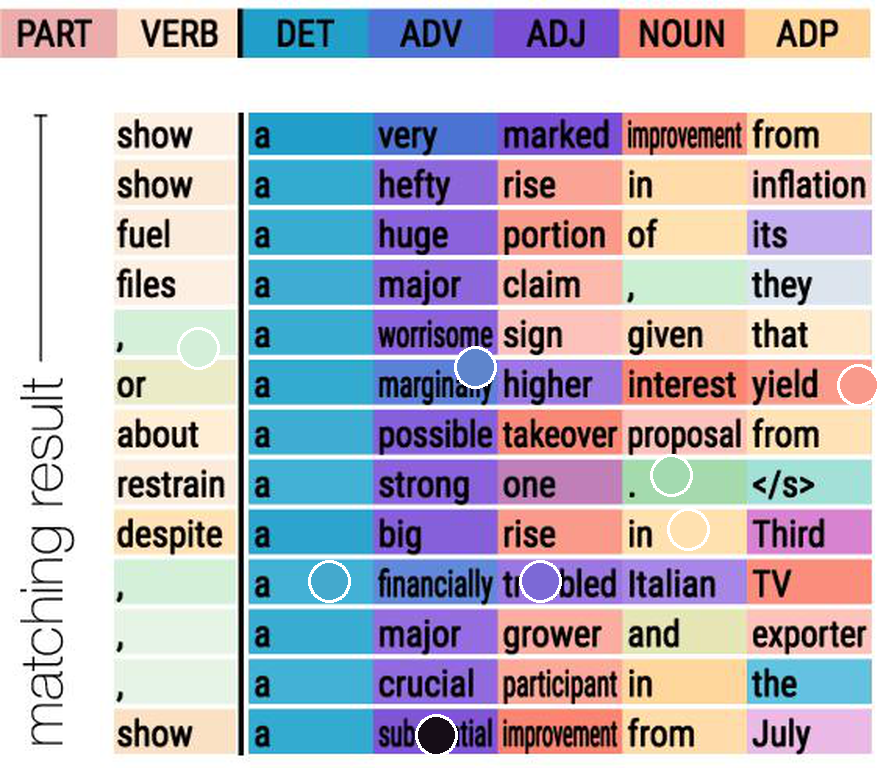 PART VERB DET ADV ADJ NOUN ADP
show a very marked improvement from
show a hefty rise in inflation
fuel a huge portion of its
files a major claim , they
, a worrisome sign given that
or a marginally higher interest yield
about a possible takeover proposal from
restrain a strong one . </s>
despite a big rise in Third
, a financially troubled Italian TV
, a major grower and exporter
, a crucial participant in the
show a substantial improvement from July
matching result